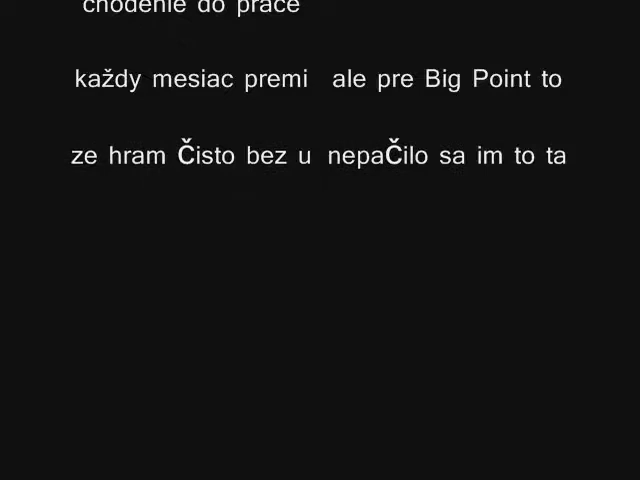 chodenie do prace
každy mesiac premi ale pre Big Point to
ze hram Čisto bez u nepaČilo sa im to ta